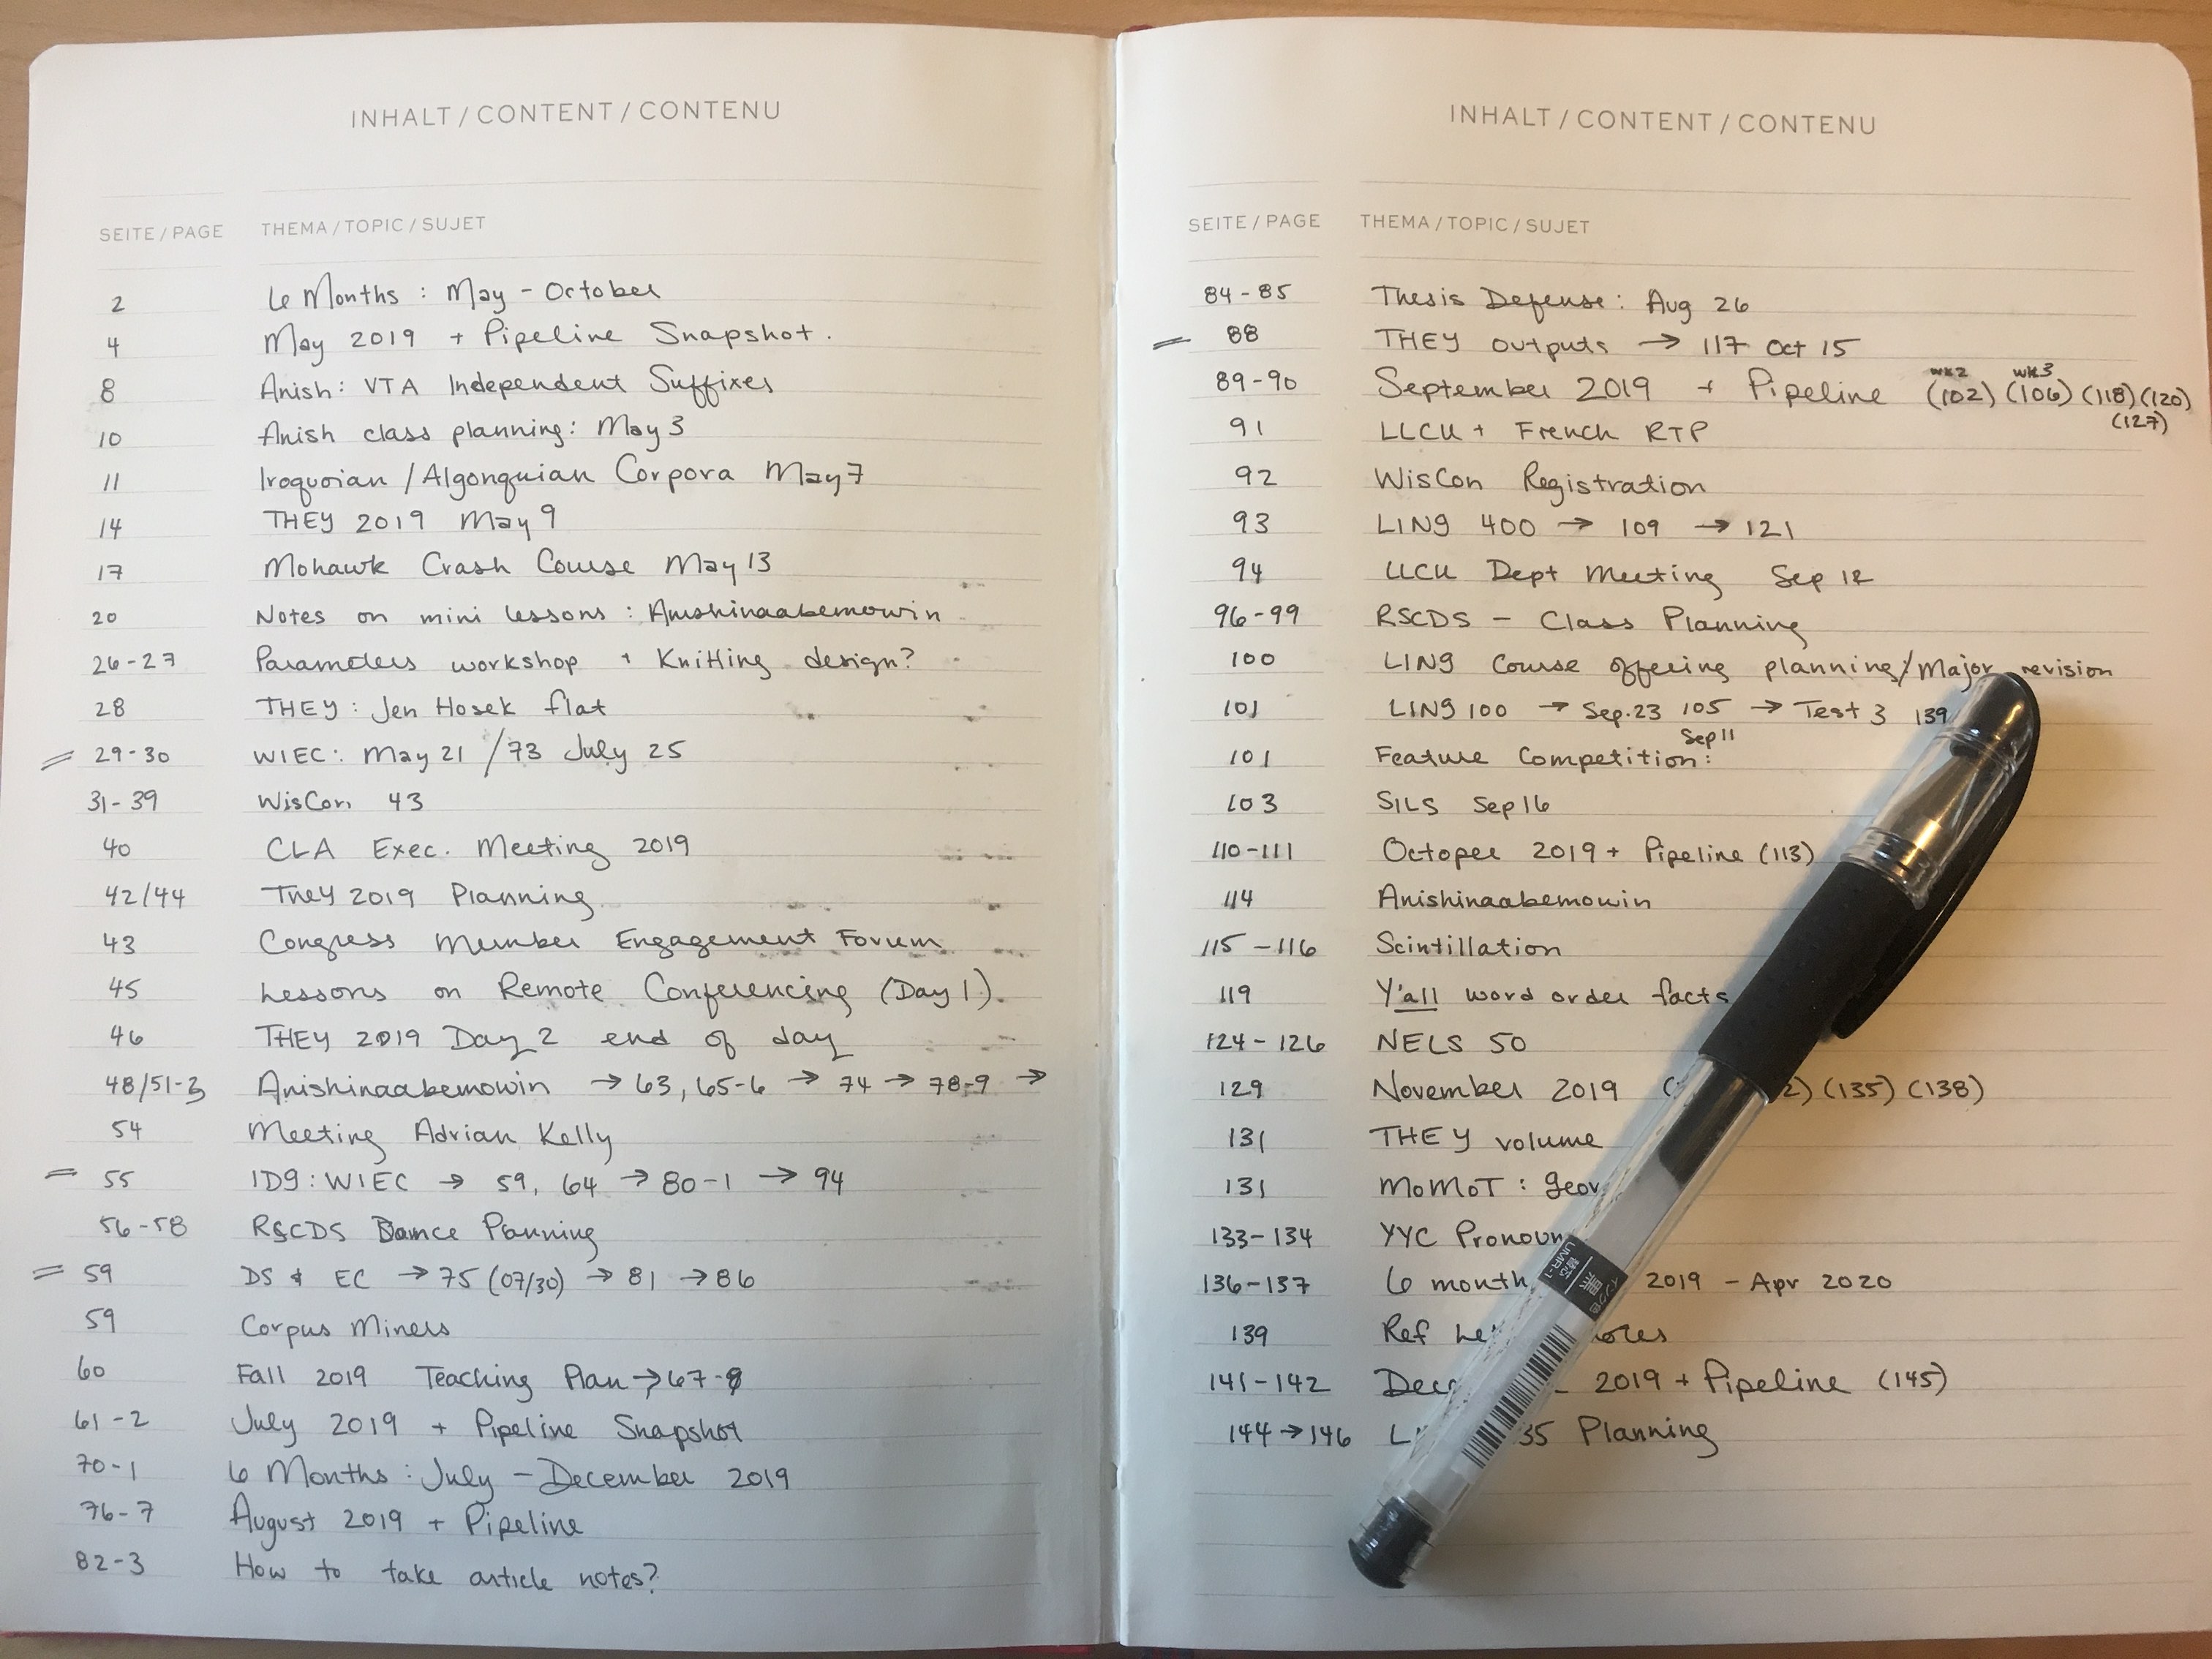 INHALT / CONTENT / CONTENU
SEITE / PAGE THEMA / TOPIC / SUJET
2 6 Months : May - October
4 May 2019 + Pipeline Snapshot.
8 Anish: VTA Independent Suffixes
10 Anish class planning: May 3
11 Iroquoian / Algonquian Corpora May 7
14 THEY 2019 May 9
17 Mohawk Crash Course May 13
20 Notes on mini lessons : Anishinaabemowin
26-27 Parameters workshop + Knitting design?
28 THEY : Jen Hosek flat
29-30 WIEC: May 21 / 73 July 25
31-39 WisCon 43
40 CLA Exec. Meeting 2019
42/44 THEY 2019 Planning
43 Congress Member Engagement Forum
45 Lessons on Remote Conferencing (Day 1).
46 THEY 2019 Day 2 end of day
48/51-3 Anishinaabemowin → 63, 65-6 → 74 → 78-9 →
54 Meeting Adrian Kelly
55 IDG: WIEC → 59, 64 → 80-1 → 94
56-58 RSCDS Dance Planning
59 DS & EC → 75 (07/30) → 81 → 86
59 Corpus Miners
60 Fall 2019 Teaching Plan → 67-8
61-2 July 2019 + Pipeline Snapshot
70-1 6 Months : July - December 2019
76-7 August 2019 + Pipeline
82-3 How to take article notes?
INHALT / CONTENT / CONTENU
SEITE / PAGE THEMA / TOPIC / SUJET
84-85 Thesis Defense: Aug 26
88 THEY outputs → 117 Oct 15
wk2 wk3
89-90 September 2019 + Pipeline (102) (106) (118) (120)
(127)
91 LLCU + French RTP
92 WisCon Registration
93 LING 400 → 109 → 121
94 LLCU Dept Meeting Sep 12
96-99 RSCDS - Class Planning
100 LING Course offering planning/Major revision
101 LING 100 → Sep.23 105 → Test 3 139
Sep 11
101 Feature Competition:
103 SILS Sep 16
110-111 October 2019 + Pipeline (113)
114 Anishinaabemowin
115-116 Scintillation
119 Y'all word order facts
124-126 NELS 50
129 November 2019 (135) (138)
131 THEY volume
131 MoMOT :
133-134 YYC
136-137 6 2019 - Apr 2020
139 Ref
141-142 2019 + Pipeline (145)
144→146 Planning
UMR-1